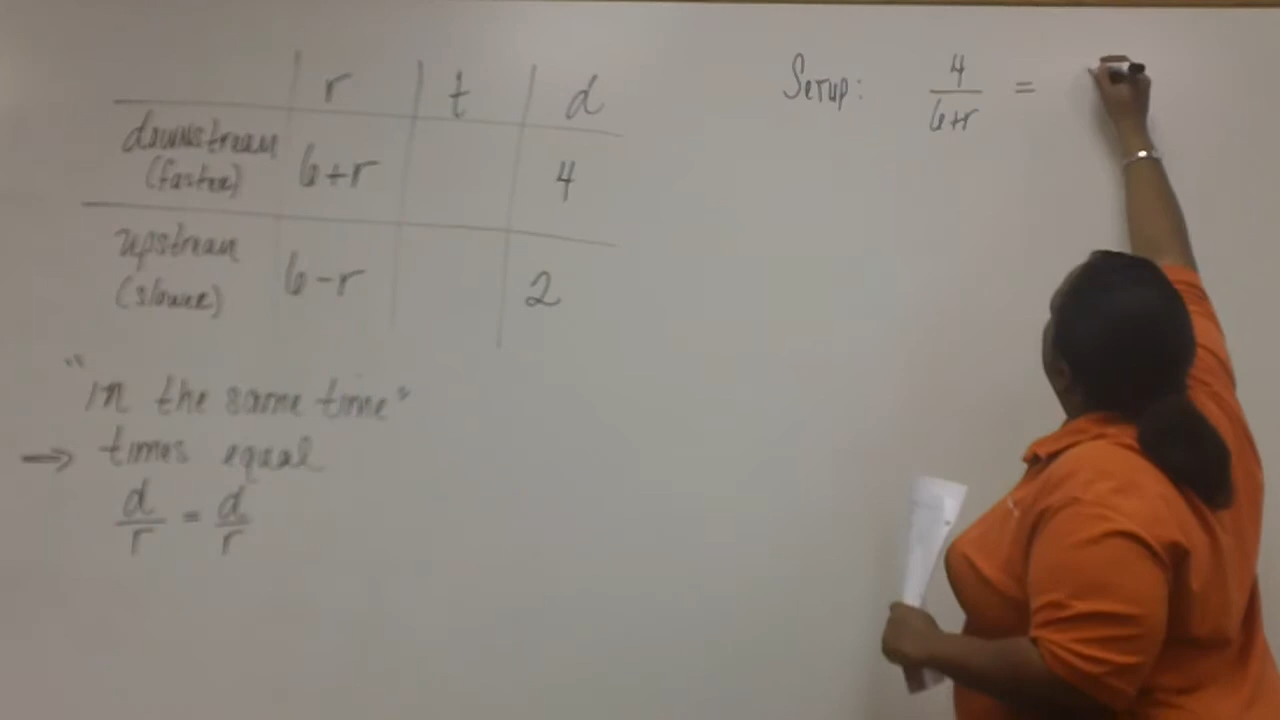 r t d
downstream 6+r 4
(faster)
upstream 6-r 2
(slower)
"in the same time"
→ times equal
d/r = d/r
Setup: 4/(6+r) =